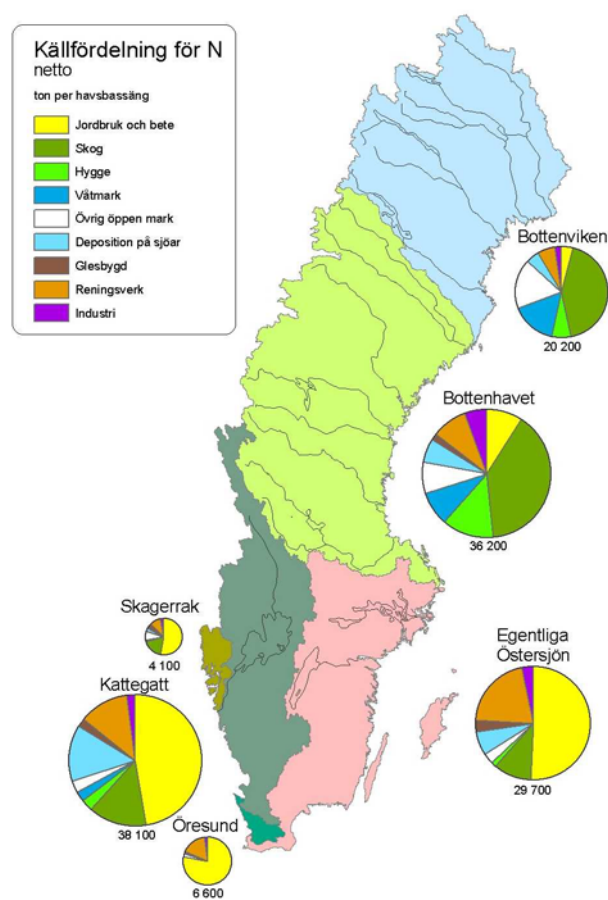 Källfördelning för N
netto
ton per havsbassäng
Jordbruk och bete
Skog
Hygge
Våtmark
Övrig öppen mark
Deposition på sjöar
Glesbygd
Reningsverk
Industri
Bottenviken
20 200
Bottenhavet
36 200
Skagerrak
4 100
Egentliga
Östersjön
29 700
Kattegatt
38 100
Öresund
6 600